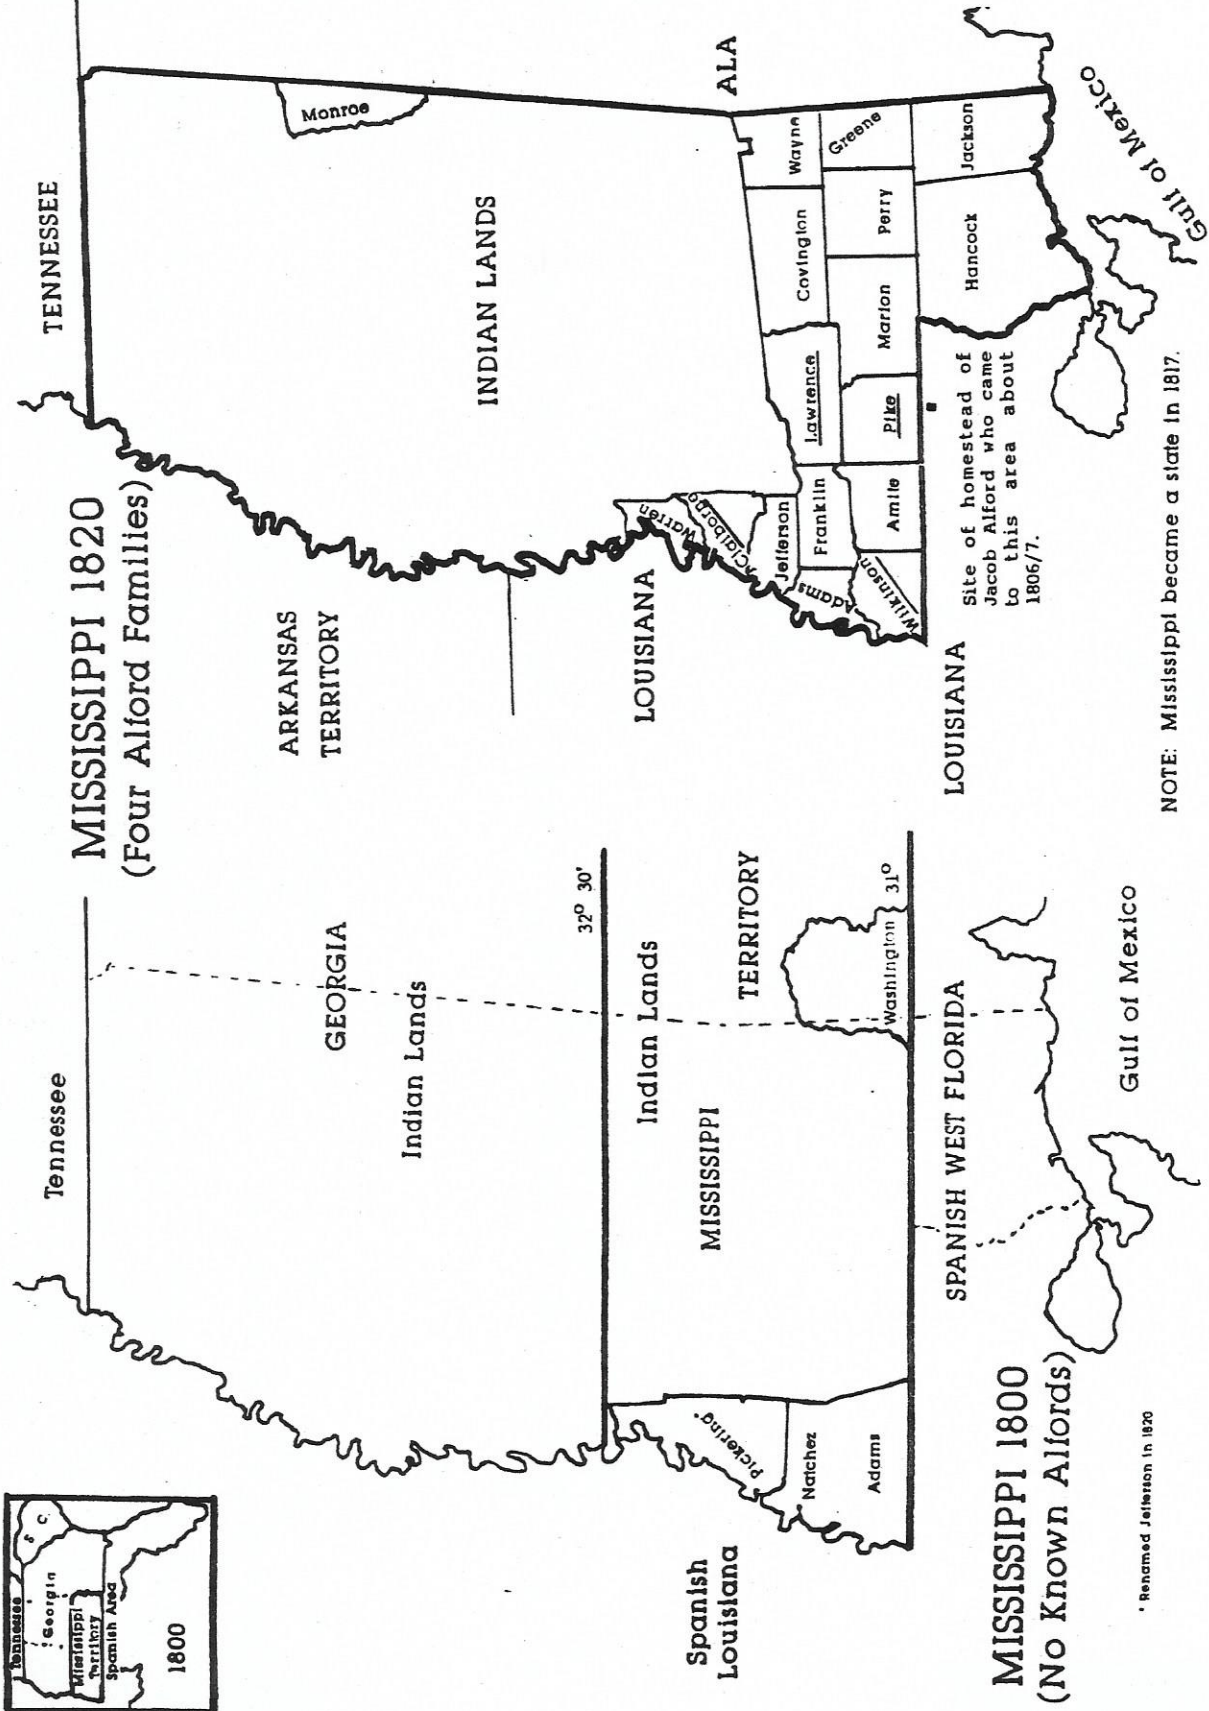 Tennessee
S C
Georgia
Mississippi
Territory
Spanish Area
1800
Tennessee
GEORGIA
Indian Lands
32° 30'
Indian Lands
MISSISSIPPI
TERRITORY
Washington
31°
Pickering*
Natchez
Adams
Spanish
Louisiana
SPANISH WEST FLORIDA
Gulf of Mexico
MISSISSIPPI 1800
(No Known Alfords)
* Renamed Jefferson in 1820
MISSISSIPPI 1820
(Four Alford Families)
TENNESSEE
Monroe
INDIAN LANDS
ARKANSAS
TERRITORY
ALA
LOUISIANA
Warren
Claiborne
Jefferson
Adams
Franklin
Wilkinson
Amite
Lawrence
Pike
Covington
Marion
Wayne
Perry
Greene
Hancock
Jackson
LOUISIANA
Site of homestead of
Jacob Alford who came
to this area about
1806/7.
Gulf of Mexico
NOTE: Mississippi became a state in 1817.